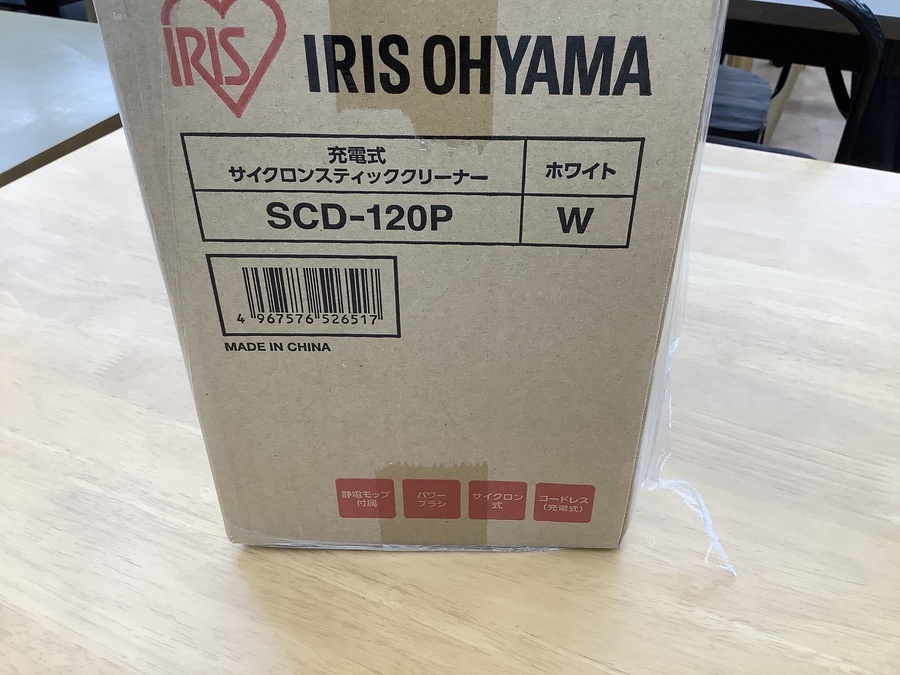 IRIS
IRIS OHYAMA
充電式
サイクロンスティッククリーナー
ホワイト
SCD-120P
W
4 967576 526517
MADE IN CHINA
静電モップ
付属
パワー
ブラシ
サイクロン
式
コードレス
(充電式)